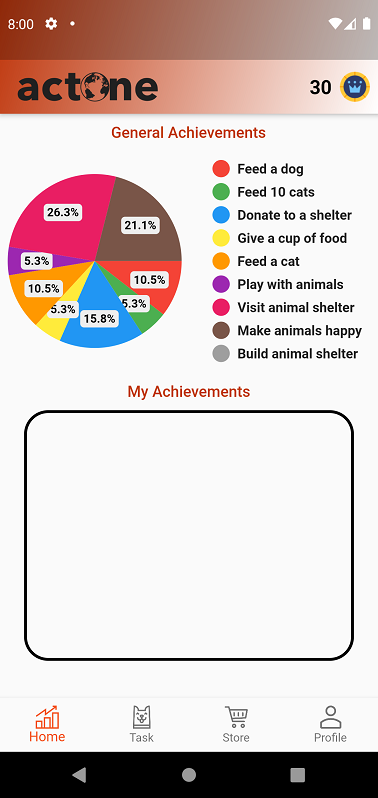 8:00
actone
30
General Achievements
26.3%
21.1%
5.3%
10.5%
5.3%
15.8%
5.3%
10.5%
Feed a dog
Feed 10 cats
Donate to a shelter
Give a cup of food
Feed a cat
Play with animals
Visit animal shelter
Make animals happy
Build animal shelter
My Achievements
Home
Task
Store
Profile